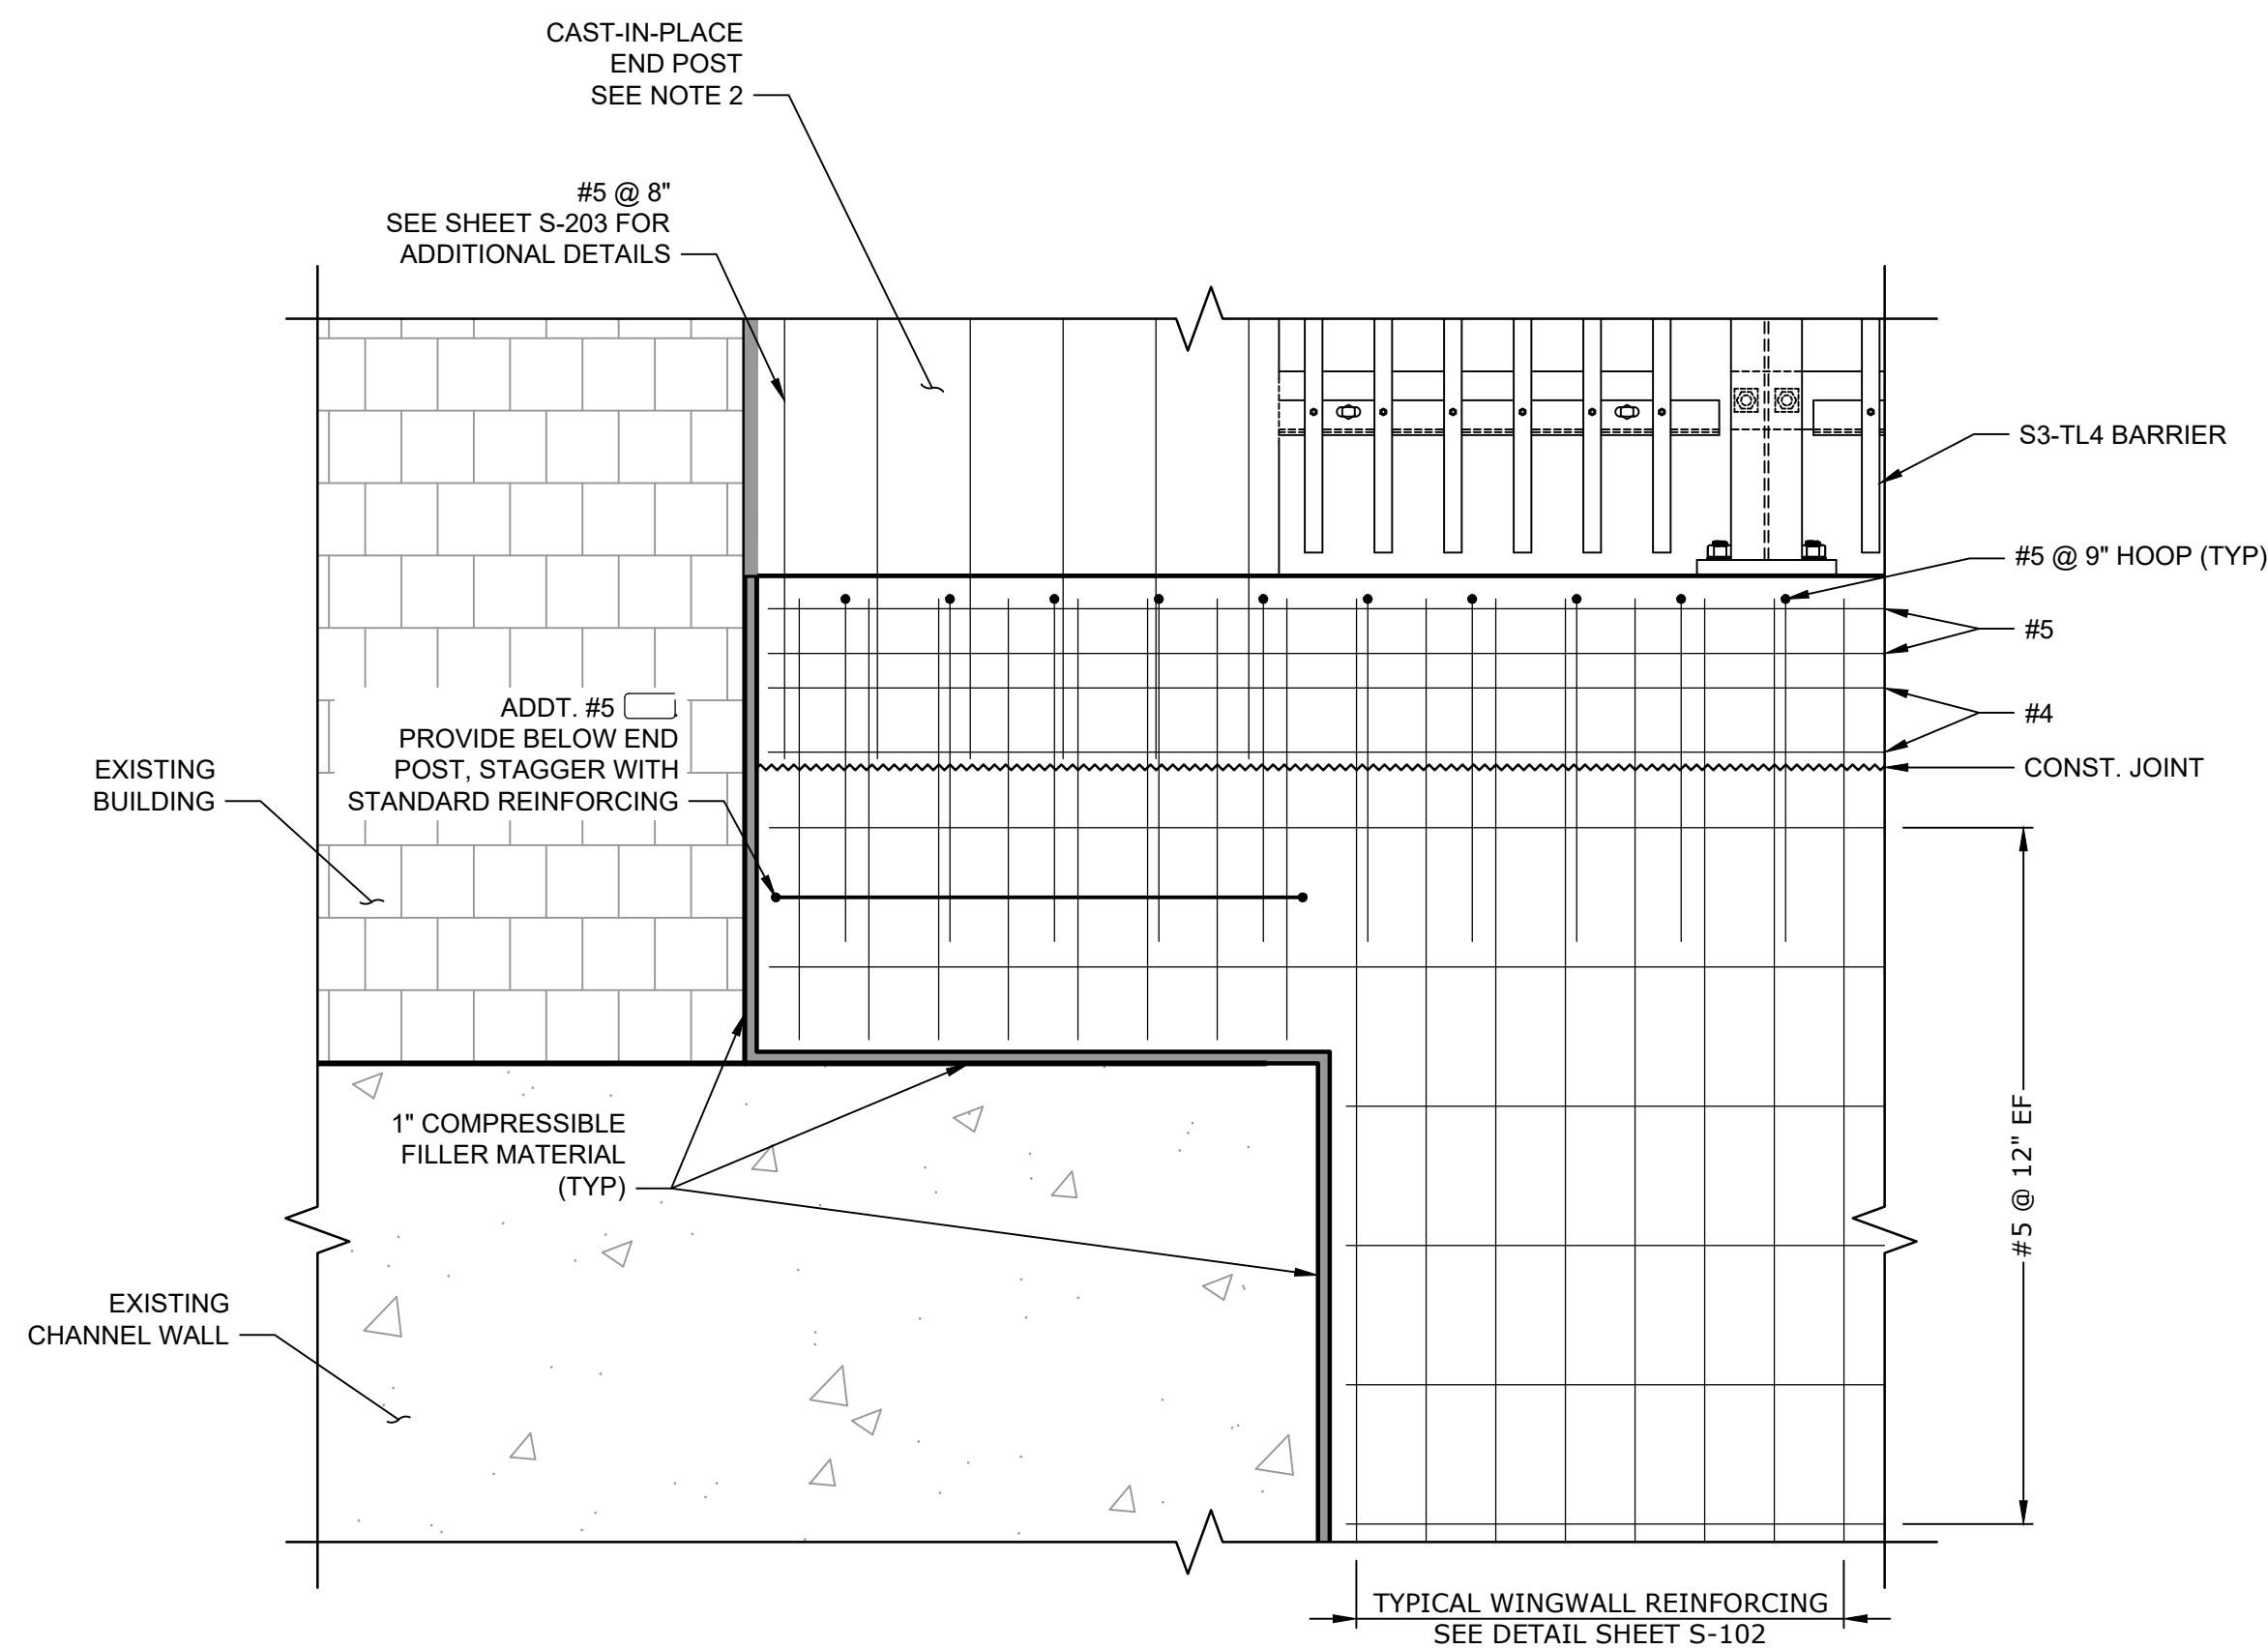 CAST-IN-PLACE
END POST
SEE NOTE 2
#5 @ 8"
SEE SHEET S-203 FOR
ADDITIONAL DETAILS
S3-TL4 BARRIER
#5 @ 9" HOOP (TYP)
#5
#4
CONST. JOINT
ADDT. #5
PROVIDE BELOW END
POST, STAGGER WITH
STANDARD REINFORCING
EXISTING
BUILDING
1" COMPRESSIBLE
FILLER MATERIAL
(TYP)
#5 @ 12" EF
EXISTING
CHANNEL WALL
TYPICAL WINGWALL REINFORCING
SEE DETAIL SHEET S-102